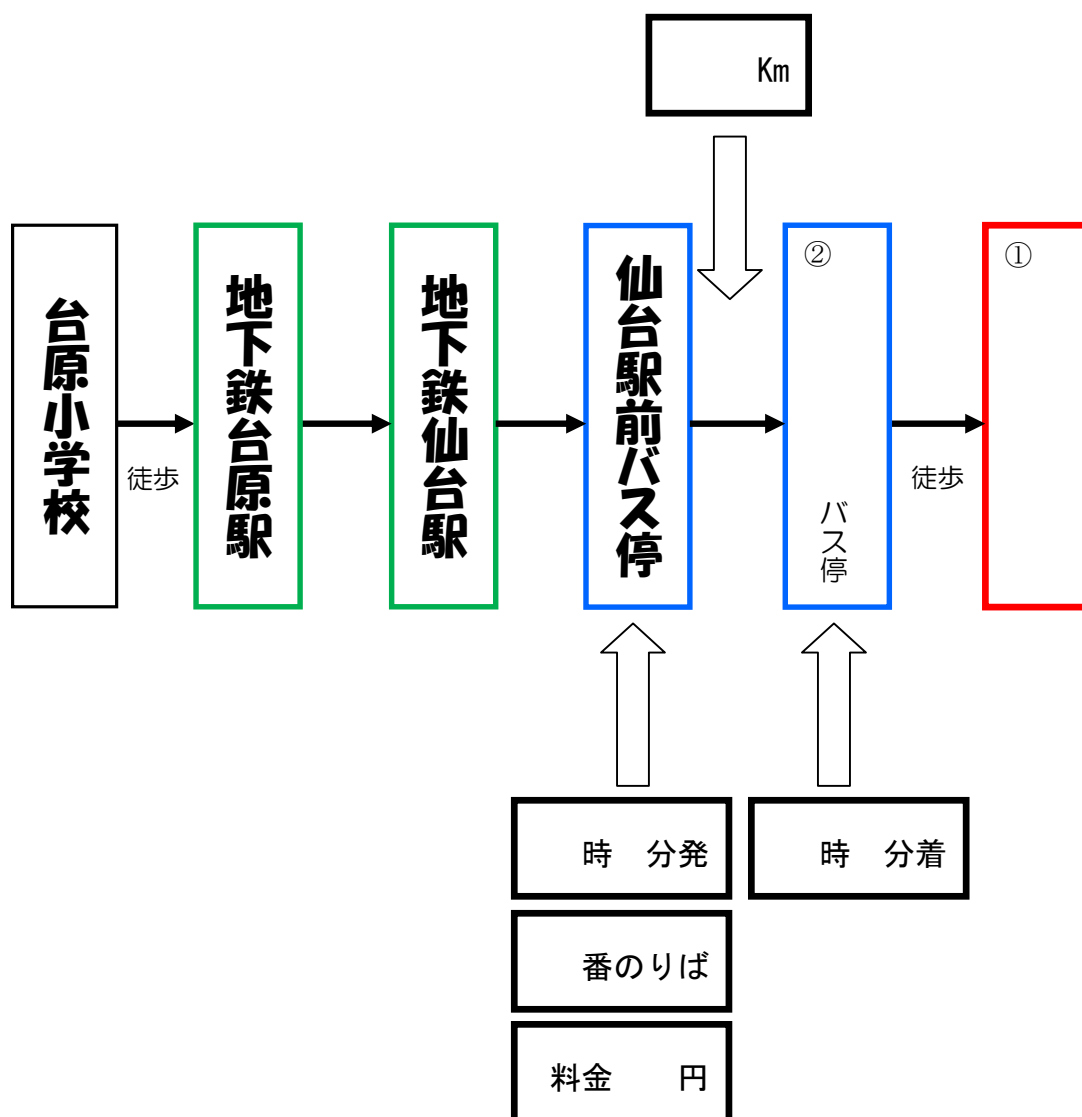 Km
台原小学校
徒歩
地下鉄台原駅
地下鉄仙台駅
仙台駅前バス停
②
バス停
徒歩
①
時　分発
時　分着
番のりば
料金　　円